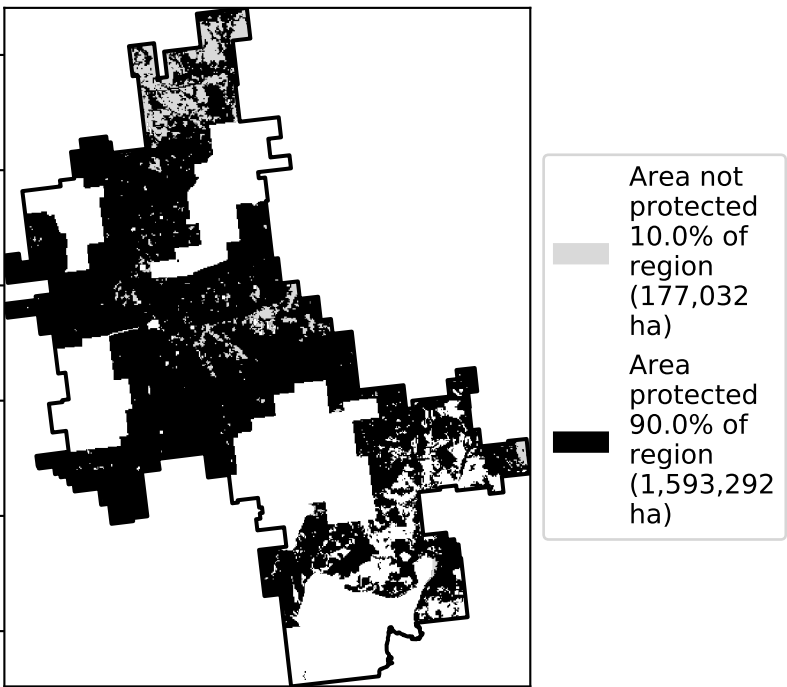 Area not
protected
10.0% of
region
(177,032
ha)
Area
protected
90.0% of
region
(1,593,292
ha)